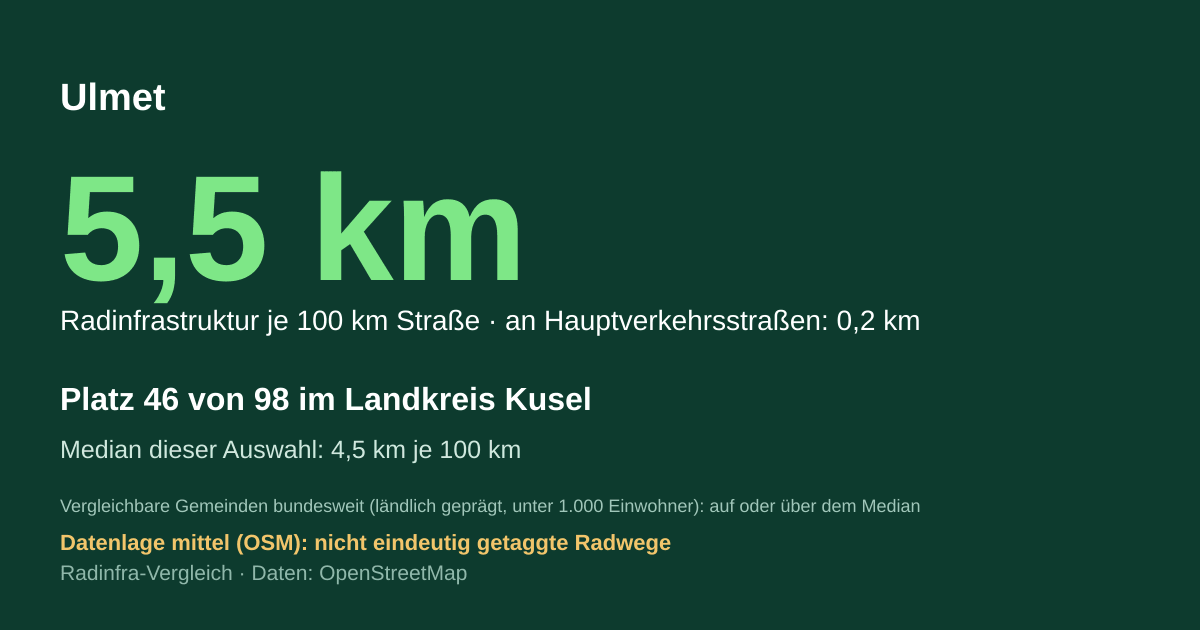 Ulmet
5,5 km
Radinfrastruktur je 100 km Straße · an Hauptverkehrsstraßen: 0,2 km
Platz 46 von 98 im Landkreis Kusel
Median dieser Auswahl: 4,5 km je 100 km
Vergleichbare Gemeinden bundesweit (ländlich geprägt, unter 1.000 Einwohner): auf oder über dem Median
Datenlage mittel (OSM): nicht eindeutig getaggte Radwege
Radinfra-Vergleich · Daten: OpenStreetMap